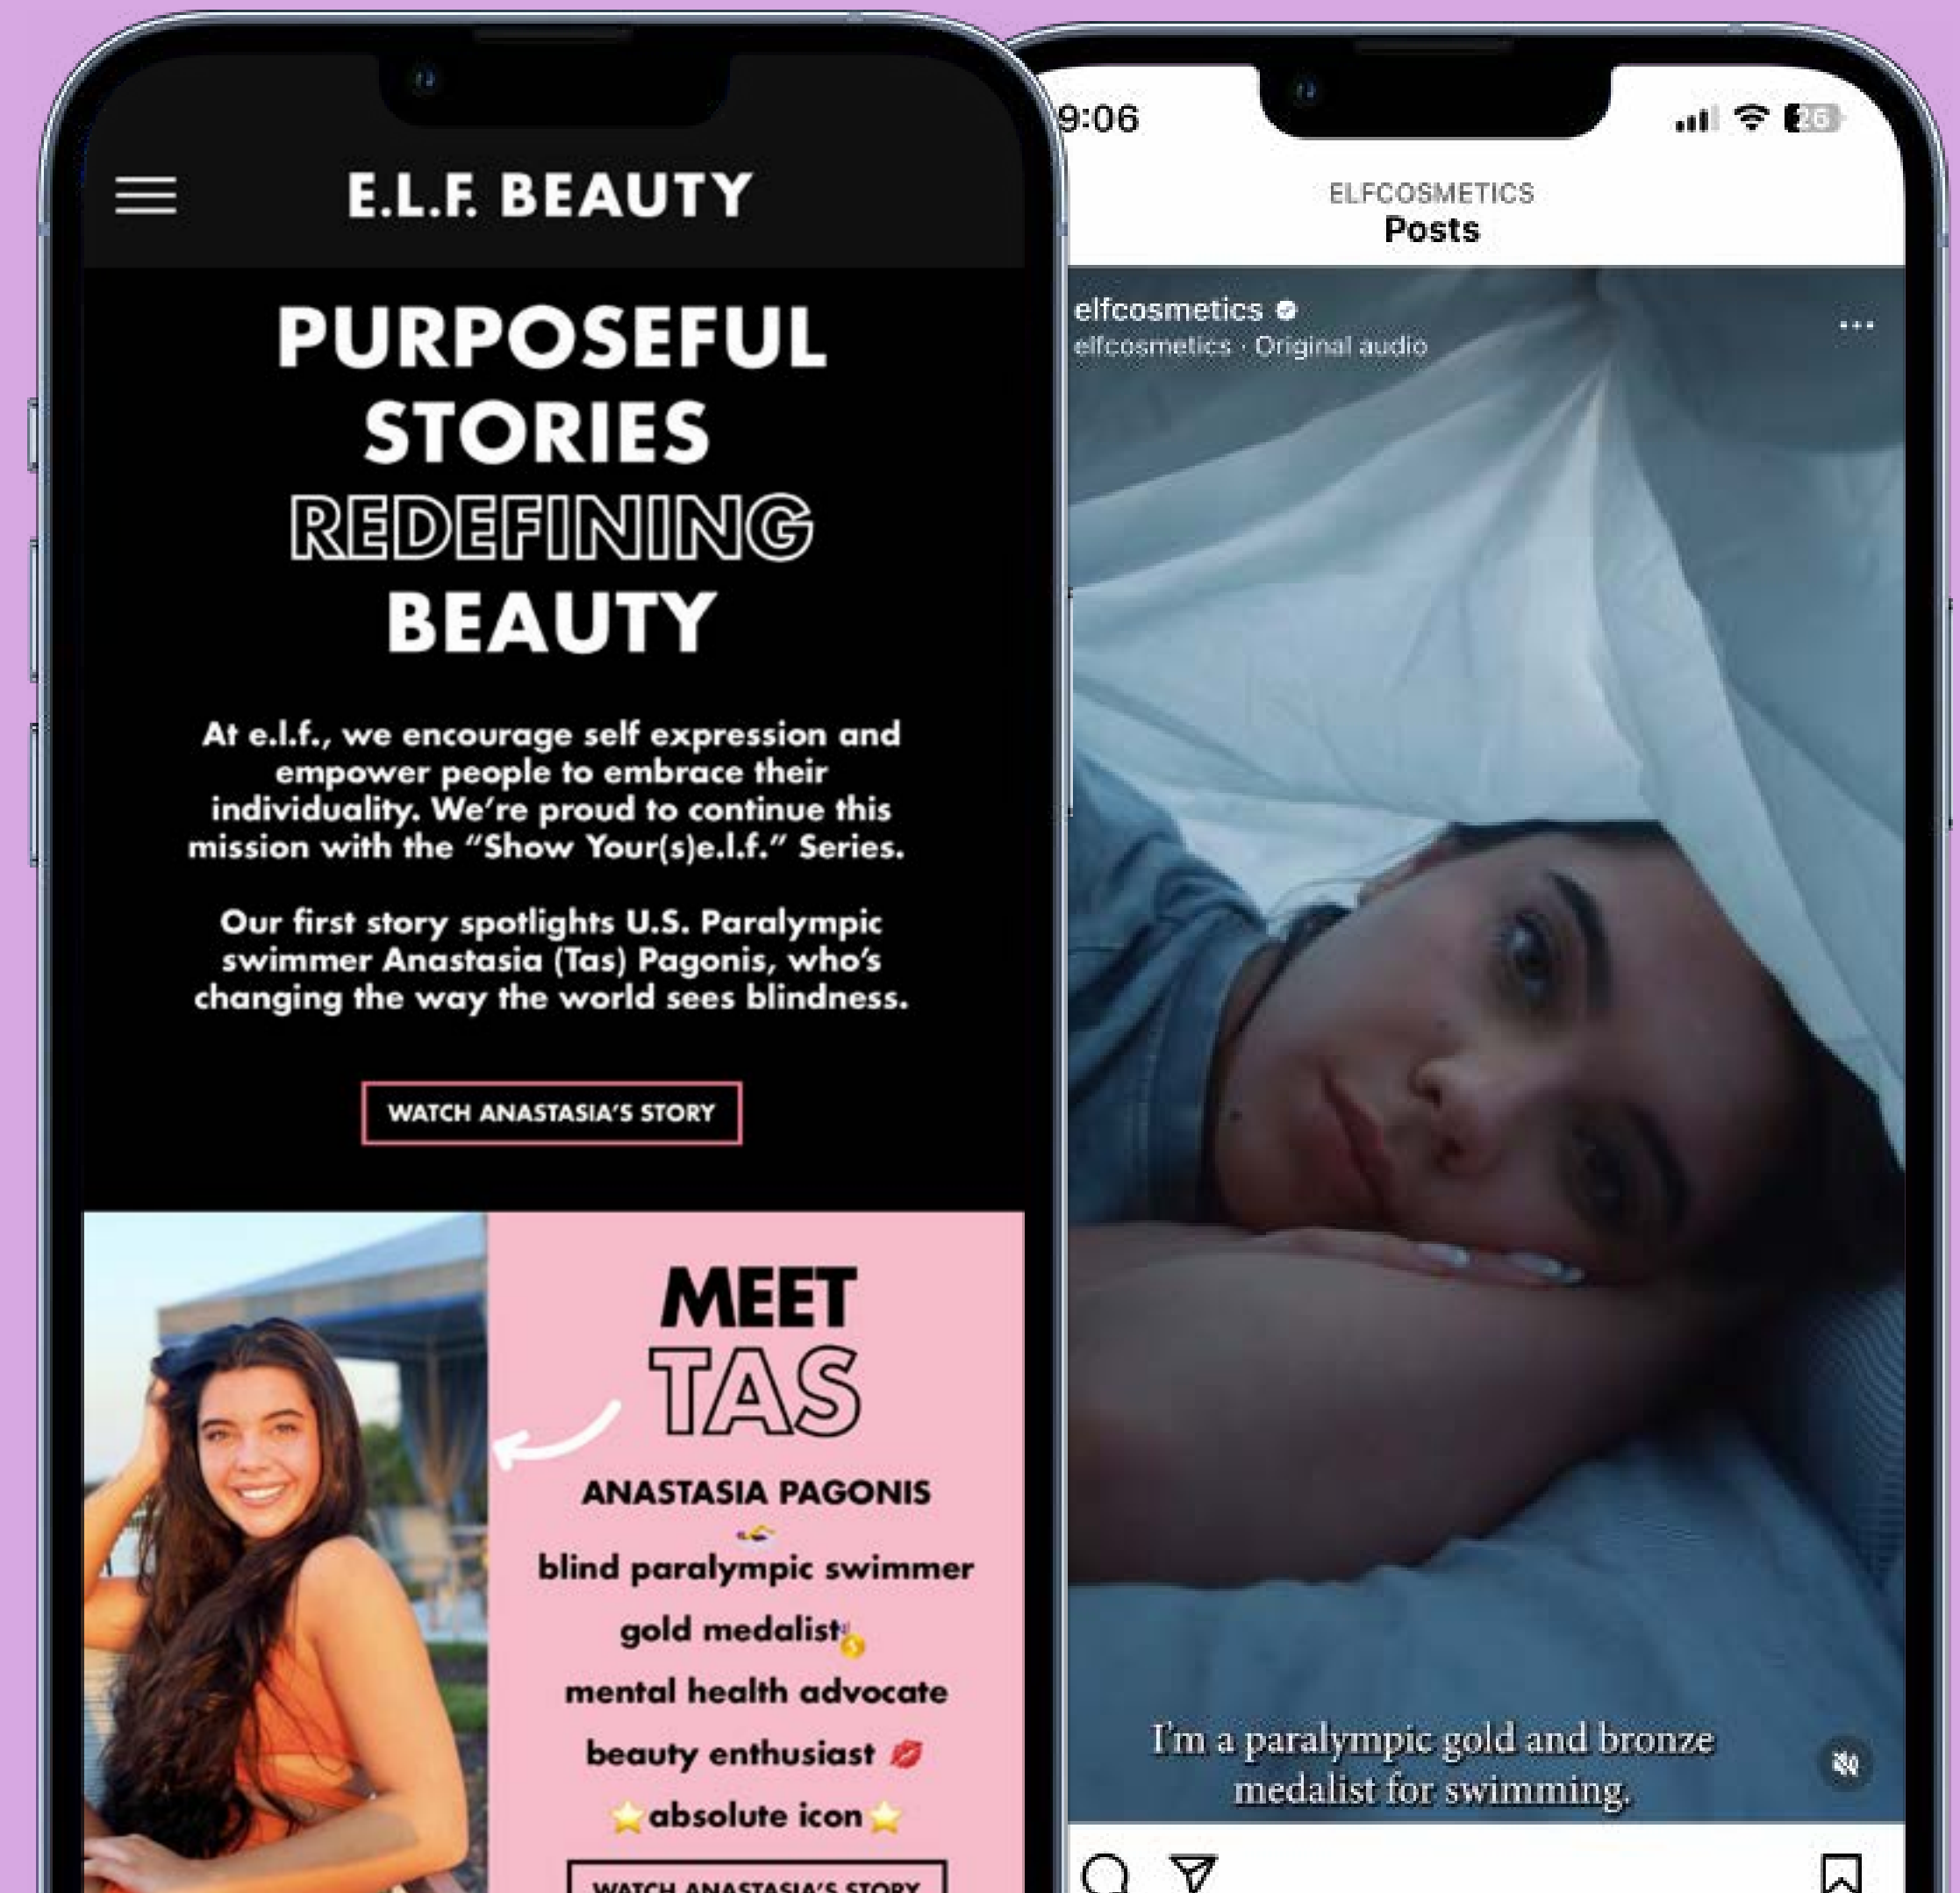 E.L.F. BEAUTY
PURPOSEFUL
STORIES
REDEFINING
BEAUTY
At e.l.f., we encourage self expression and
empower people to embrace their
individuality. We’re proud to continue this
mission with the “Show Your(s)e.l.f.” Series.
Our first story spotlights U.S. Paralympic
swimmer Anastasia (Tas) Pagonis, who’s
changing the way the world sees blindness.
WATCH ANASTASIA’S STORY
MEET
TAS
ANASTASIA PAGONIS
blind paralympic swimmer
gold medalist
mental health advocate
beauty enthusiast
absolute icon
WATCH ANASTASIA’S STORY
9:06
26
ELFCOSMETICS
Posts
elfcosmetics
elfcosmetics · Original audio
I'm a paralympic gold and bronze
medalist for swimming.